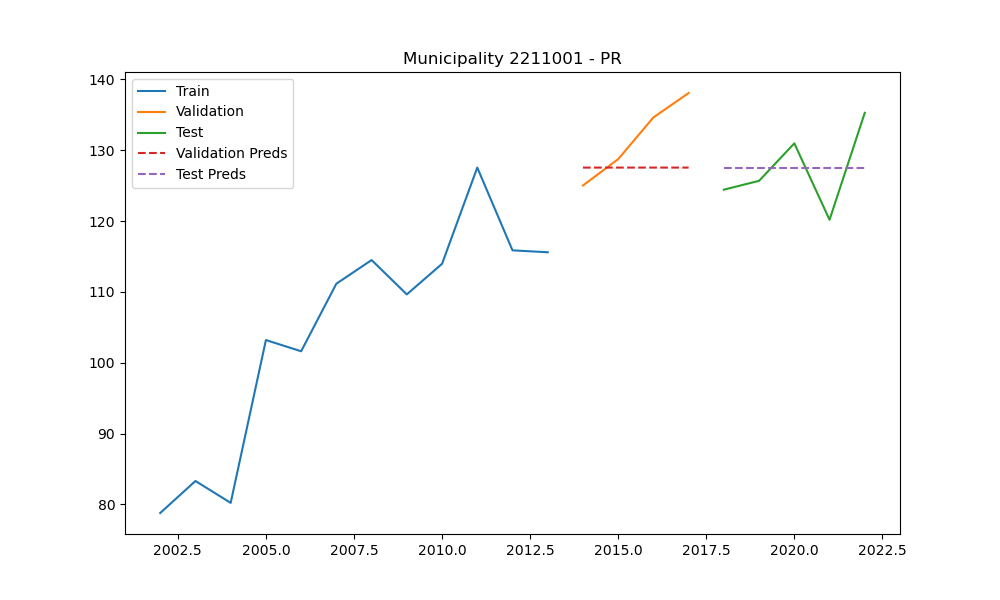 Municipality 2211001 - PR
140
130
120
110
100
90
80
Train
Validation
Test
Validation Preds
Test Preds
2002.5 2005.0 2007.5 2010.0 2012.5 2015.0 2017.5 2020.0 2022.5